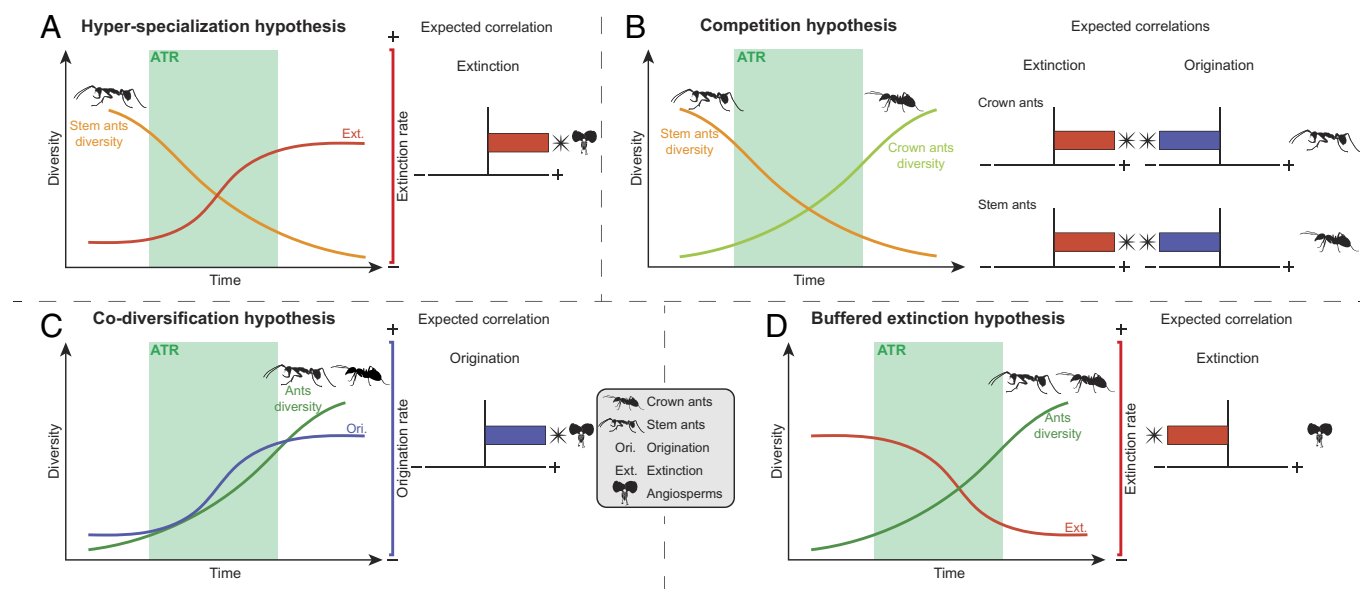 A
Hyper-specialization hypothesis
+
Expected correlation
Extinction
ATR
Stem ants
diversity
Ext.
Diversity
Extinction rate
Time
−
− +
B
Competition hypothesis
Expected correlations
Extinction Origination
ATR
Stem ants
diversity
Crown ants
diversity
Diversity
Time
Crown ants
− + − +
Stem ants
− + − +
C
Co-diversification hypothesis
+
Expected correlation
Origination
ATR
Ants
diversity
Ori.
Diversity
Origination rate
Time
−
− +
Crown ants
Stem ants
Ori. Origination
Ext. Extinction
Angiosperms
D
Buffered extinction hypothesis
+
Expected correlation
Extinction
ATR
Ants
diversity
Ext.
Diversity
Extinction rate
Time
−
− +